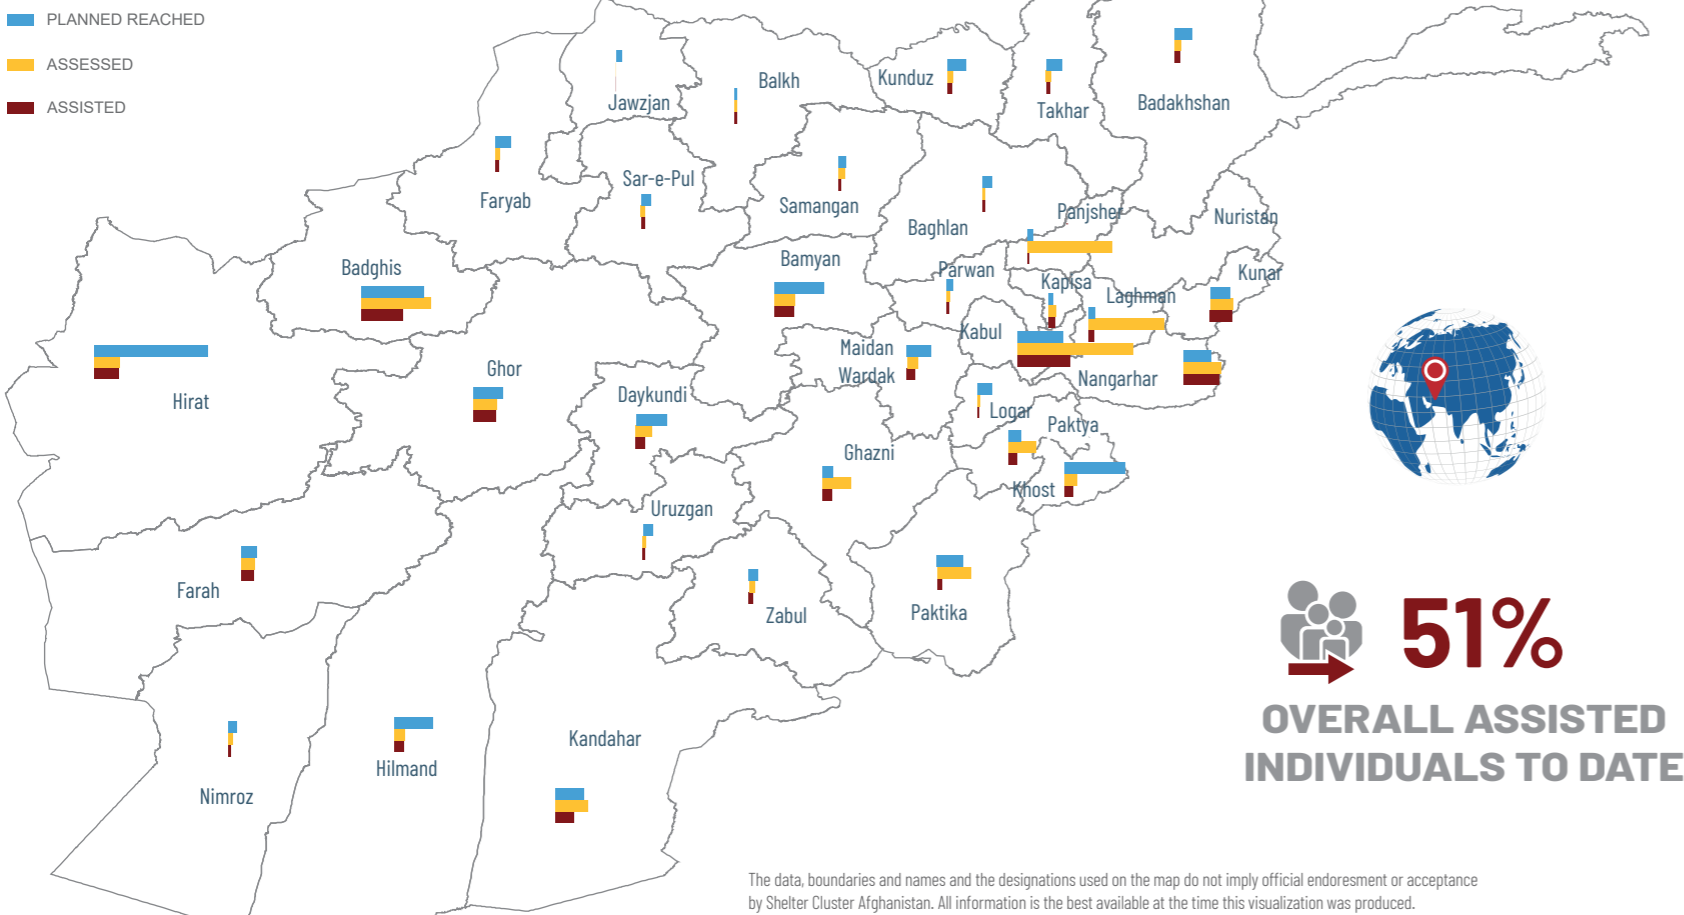 PLANNED REACHED
ASSESSED
ASSISTED
Jawzjan
Balkh
Kunduz
Takhar
Badakhshan
Faryab
Sar-e-Pul
Samangan
Baghlan
Panjsher
Nuristan
Badghis
Bamyan
Parwan
Kapisa
Laghman
Kunar
Kabul
Hirat
Ghor
Daykundi
Maidan
Wardak
Nangarhar
Logar
Paktya
Ghazni
Khost
Uruzgan
Farah
Zabul
Paktika
Nimroz
Hilmand
Kandahar
51%
OVERALL ASSISTED
INDIVIDUALS TO DATE
The data, boundaries and names and the designations used on the map do not imply official endoresment or acceptance
by Shelter Cluster Afghanistan. All information is the best available at the time this visualization was produced.